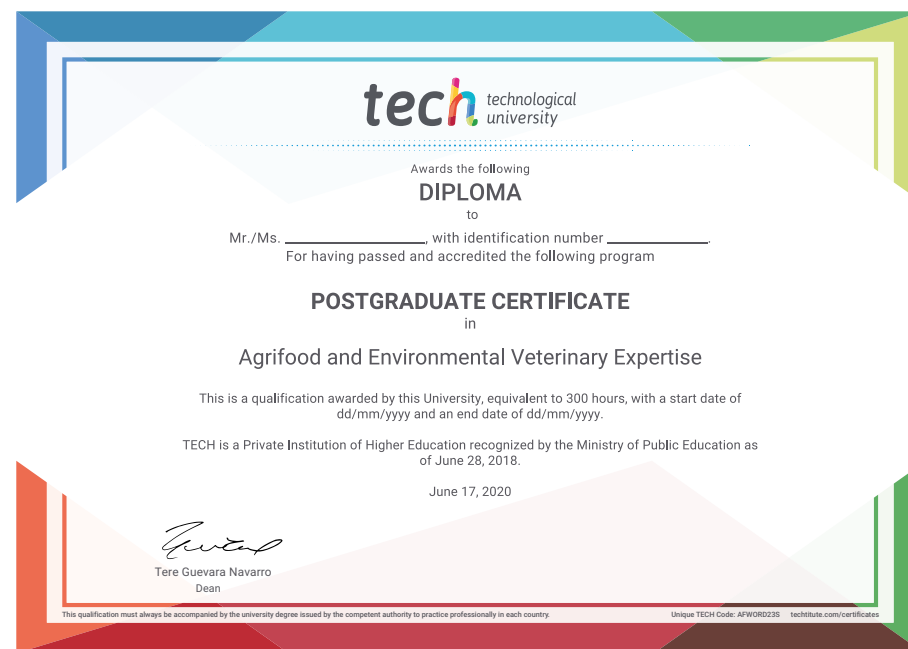 tech technological
university
Awards the following
DIPLOMA
to
Mr./Ms. ____________________, with identification number ______________.
For having passed and accredited the following program
POSTGRADUATE CERTIFICATE
in
Agrifood and Environmental Veterinary Expertise
This is a qualification awarded by this University, equivalent to 300 hours, with a start date of
dd/mm/yyyy and an end date of dd/mm/yyyy.
TECH is a Private Institution of Higher Education recognized by the Ministry of Public Education as
of June 28, 2018.
June 17, 2020
Tere Guevara Navarro
Dean
This qualification must always be accompanied by the university degree issued by the competent authority to practice professionally in each country. Unique TECH Code: AFWORD23S techtitute.com/certificates